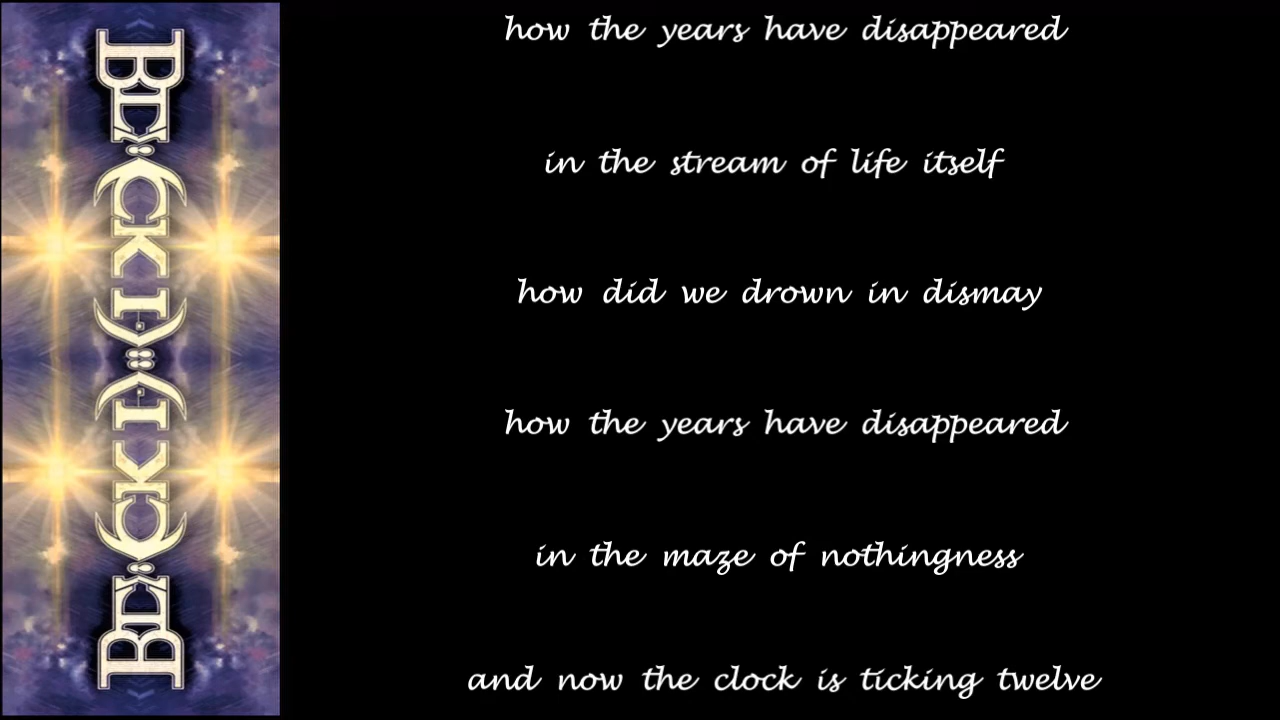 how the years have disappeared
in the stream of life itself
how did we drown in dismay
how the years have disappeared
in the maze of nothingness
and now the clock is ticking twelve